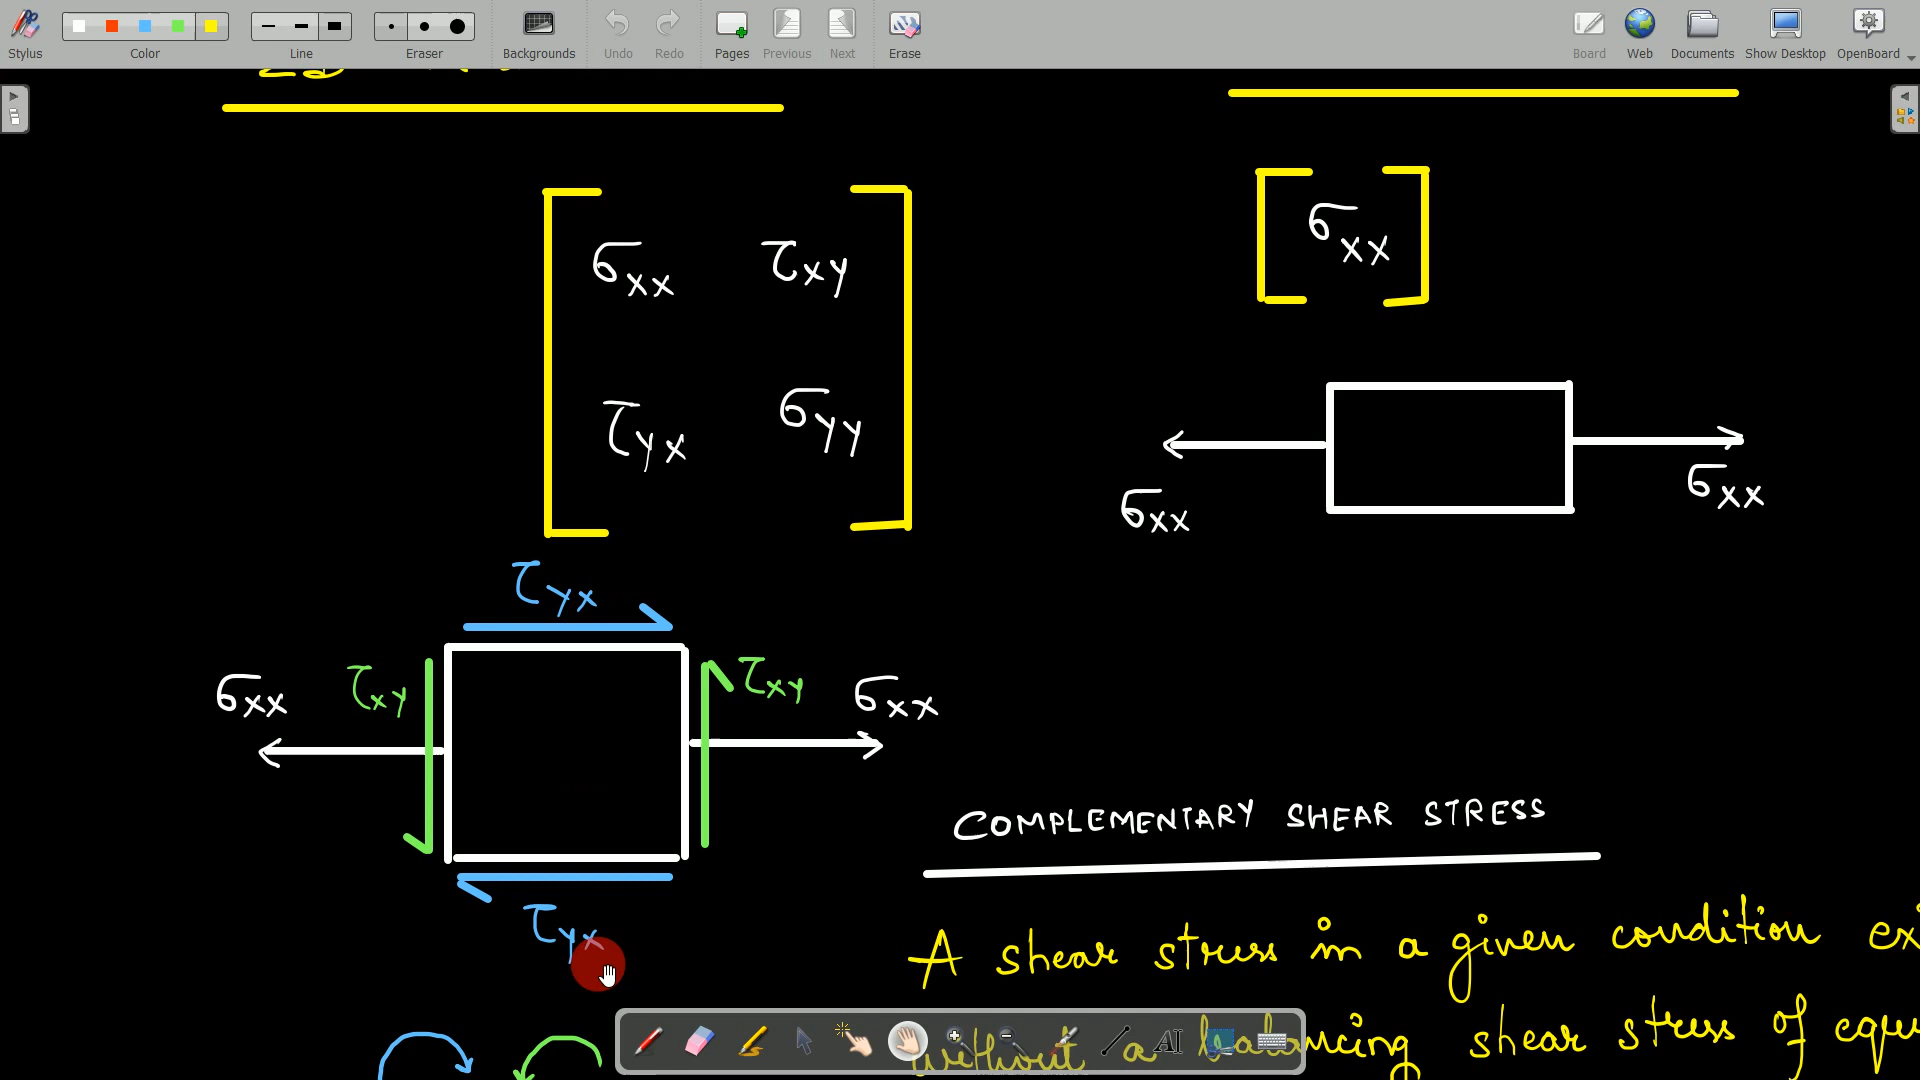 Stylus Color Line Eraser Backgrounds Undo Redo Pages Previous Next Erase Board Web Documents Show Desktop OpenBoard
σxx τxy
τyx σyy
σxx
σxx σxx
τyx
σxx τxy τxy σxx
τyx
COMPLEMENTARY SHEAR STRESS
A shear stress in a given condition
without a balancing shear stress of